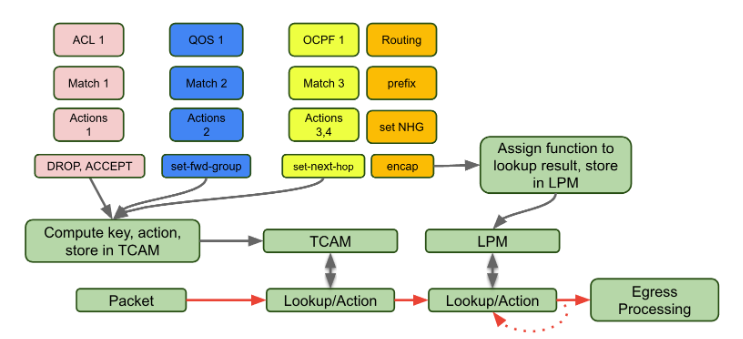 ACL 1
QOS 1
OCPF 1
Routing
Match 1
Match 2
Match 3
prefix
Actions
1
Actions
2
Actions
3,4
set NHG
DROP, ACCEPT
set-fwd-group
set-next-hop
encap
Assign function to
lookup result, store
in LPM
Compute key, action,
store in TCAM
TCAM
LPM
Packet
Lookup/Action
Lookup/Action
Egress
Processing